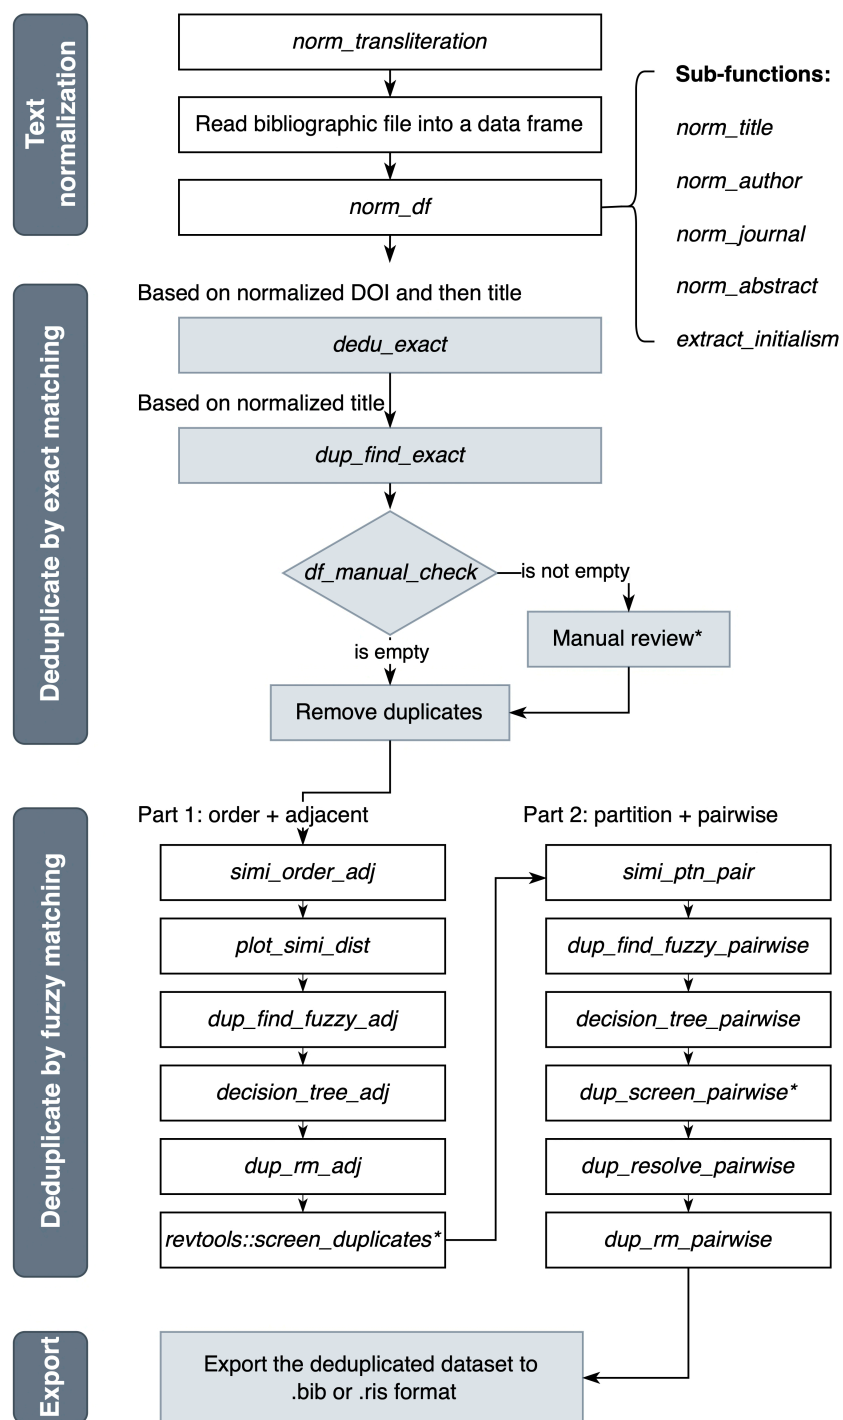 Text
normalization
norm_transliteration
Read bibliographic file into a data frame
norm_df
Sub-functions:
norm_title
norm_author
norm_journal
norm_abstract
extract_initialism
Deduplicate by exact matching
Based on normalized DOI and then title
dedu_exact
Based on normalized title
dup_find_exact
df_manual_check
is not empty
Manual review*
is empty
Remove duplicates
Deduplicate by fuzzy matching
Part 1: order + adjacent
simi_order_adj
plot_simi_dist
dup_find_fuzzy_adj
decision_tree_adj
dup_rm_adj
revtools::screen_duplicates*
Part 2: partition + pairwise
simi_ptn_pair
dup_find_fuzzy_pairwise
decision_tree_pairwise
dup_screen_pairwise*
dup_resolve_pairwise
dup_rm_pairwise
Export
Export the deduplicated dataset to
.bib or .ris format